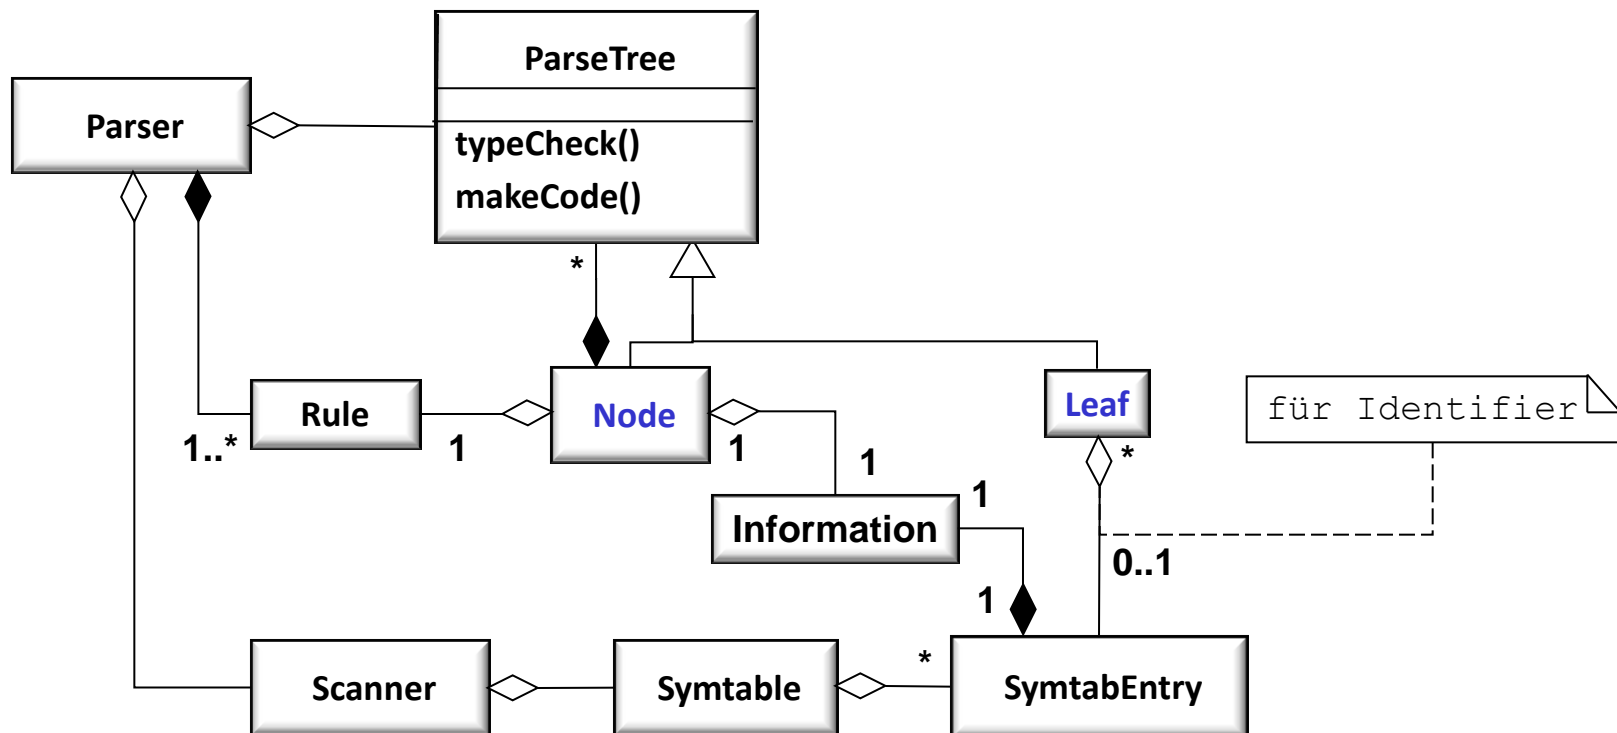 ParseTree
Parser
typeCheck()
makeCode()
*
Rule
Node
Leaf
für Identifier
1..*
1
1
*
1
1
Information
0..1
1
*
Scanner
Symtable
SymtabEntry